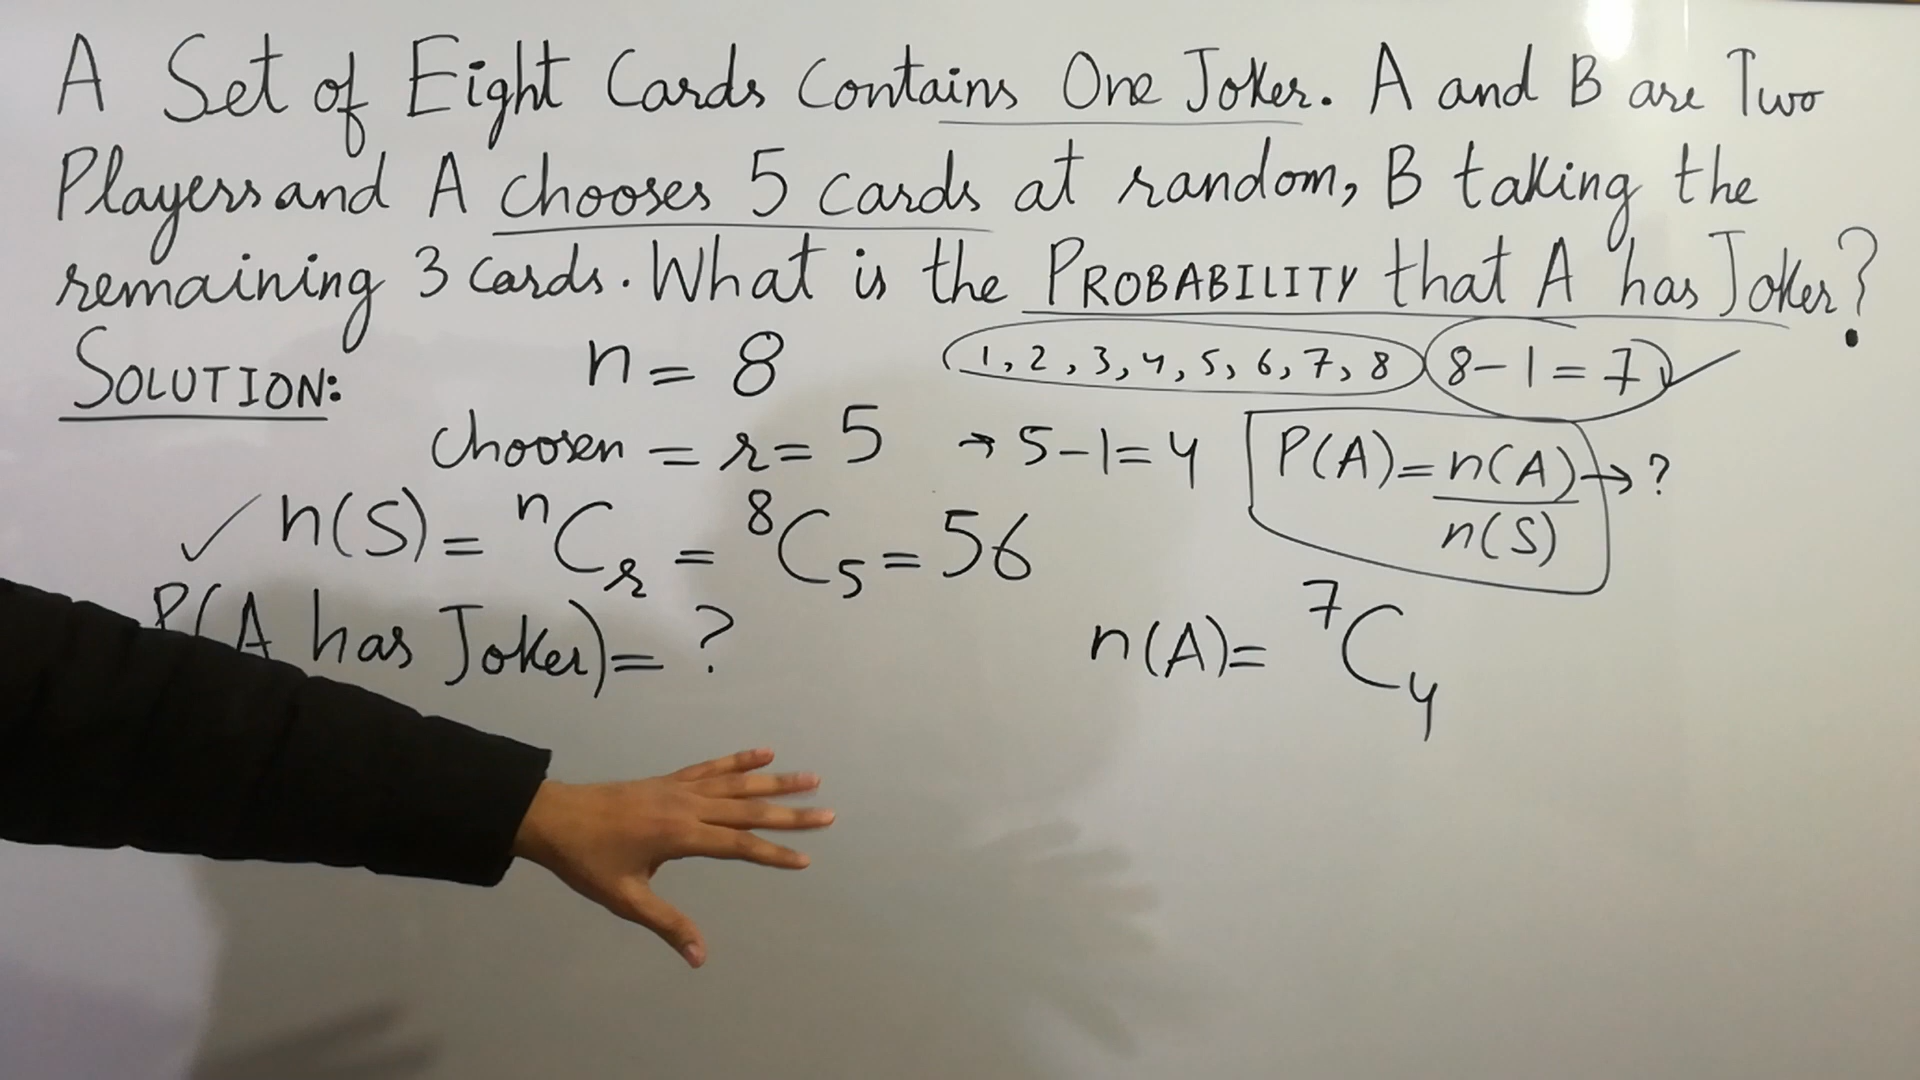 A Set of Eight Cards Contains One Joker. A and B are Two
Players and A chooses 5 cards at random, B taking the
remaining 3 cards. What is the PROBABILITY that A has Joker?
SOLUTION: n = 8 1, 2, 3, 4, 5, 6, 7, 8 8-1=7 ✓
choosen = r = 5 → 5-1=4 P(A) = n(A)/n(S) → ?
✓ n(S) = ⁿCᵣ = ⁸C₅ = 56
P(A has Joker) = ? n(A) = ⁷C₄